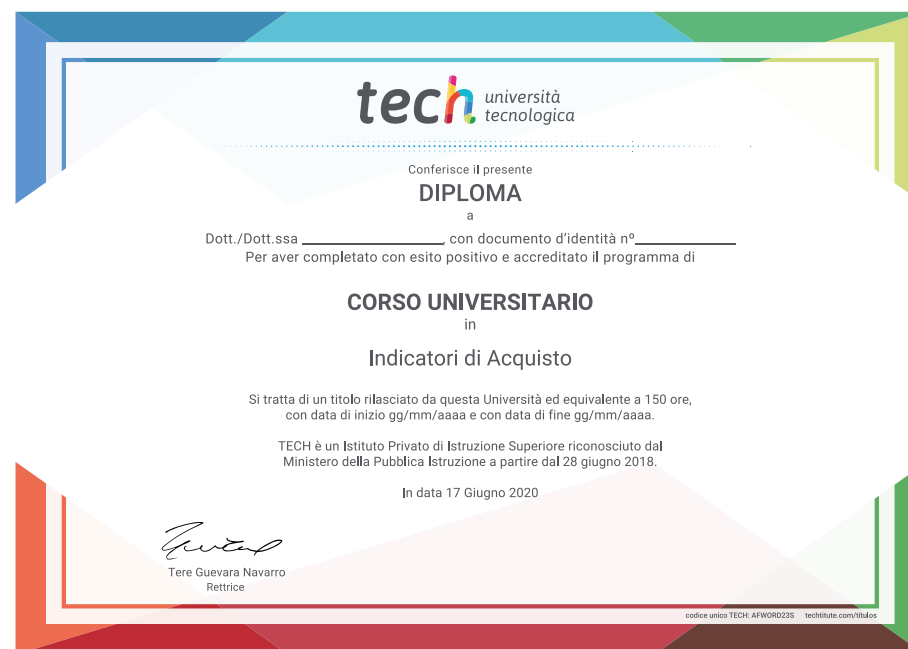 tech università
tecnologica
Conferisce il presente
DIPLOMA
a
Dott./Dott.ssa ________________, con documento d'identità nº____________
Per aver completato con esito positivo e accreditato il programma di
CORSO UNIVERSITARIO
in
Indicatori di Acquisto
Si tratta di un titolo rilasciato da questa Università ed equivalente a 150 ore,
con data di inizio gg/mm/aaaa e con data di fine gg/mm/aaaa.
TECH è un Istituto Privato di Istruzione Superiore riconosciuto dal
Ministero della Pubblica Istruzione a partire dal 28 giugno 2018.
In data 17 Giugno 2020
Tere Guevara Navarro
Rettrice
codice unico TECH: AFWORD23S techtitute.com/titulos